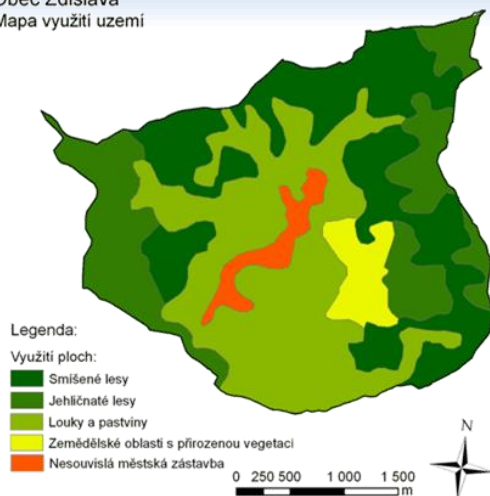 Obec Zdislava
Mapa využití uzemí
Legenda:
Využití ploch:
Smíšené lesy
Jehličnaté lesy
Louky a pastviny
Zemědělské oblasti s přirozenou vegetací
Nesouvislá městská zástavba
N
0 250 500 1 000 1 500
m